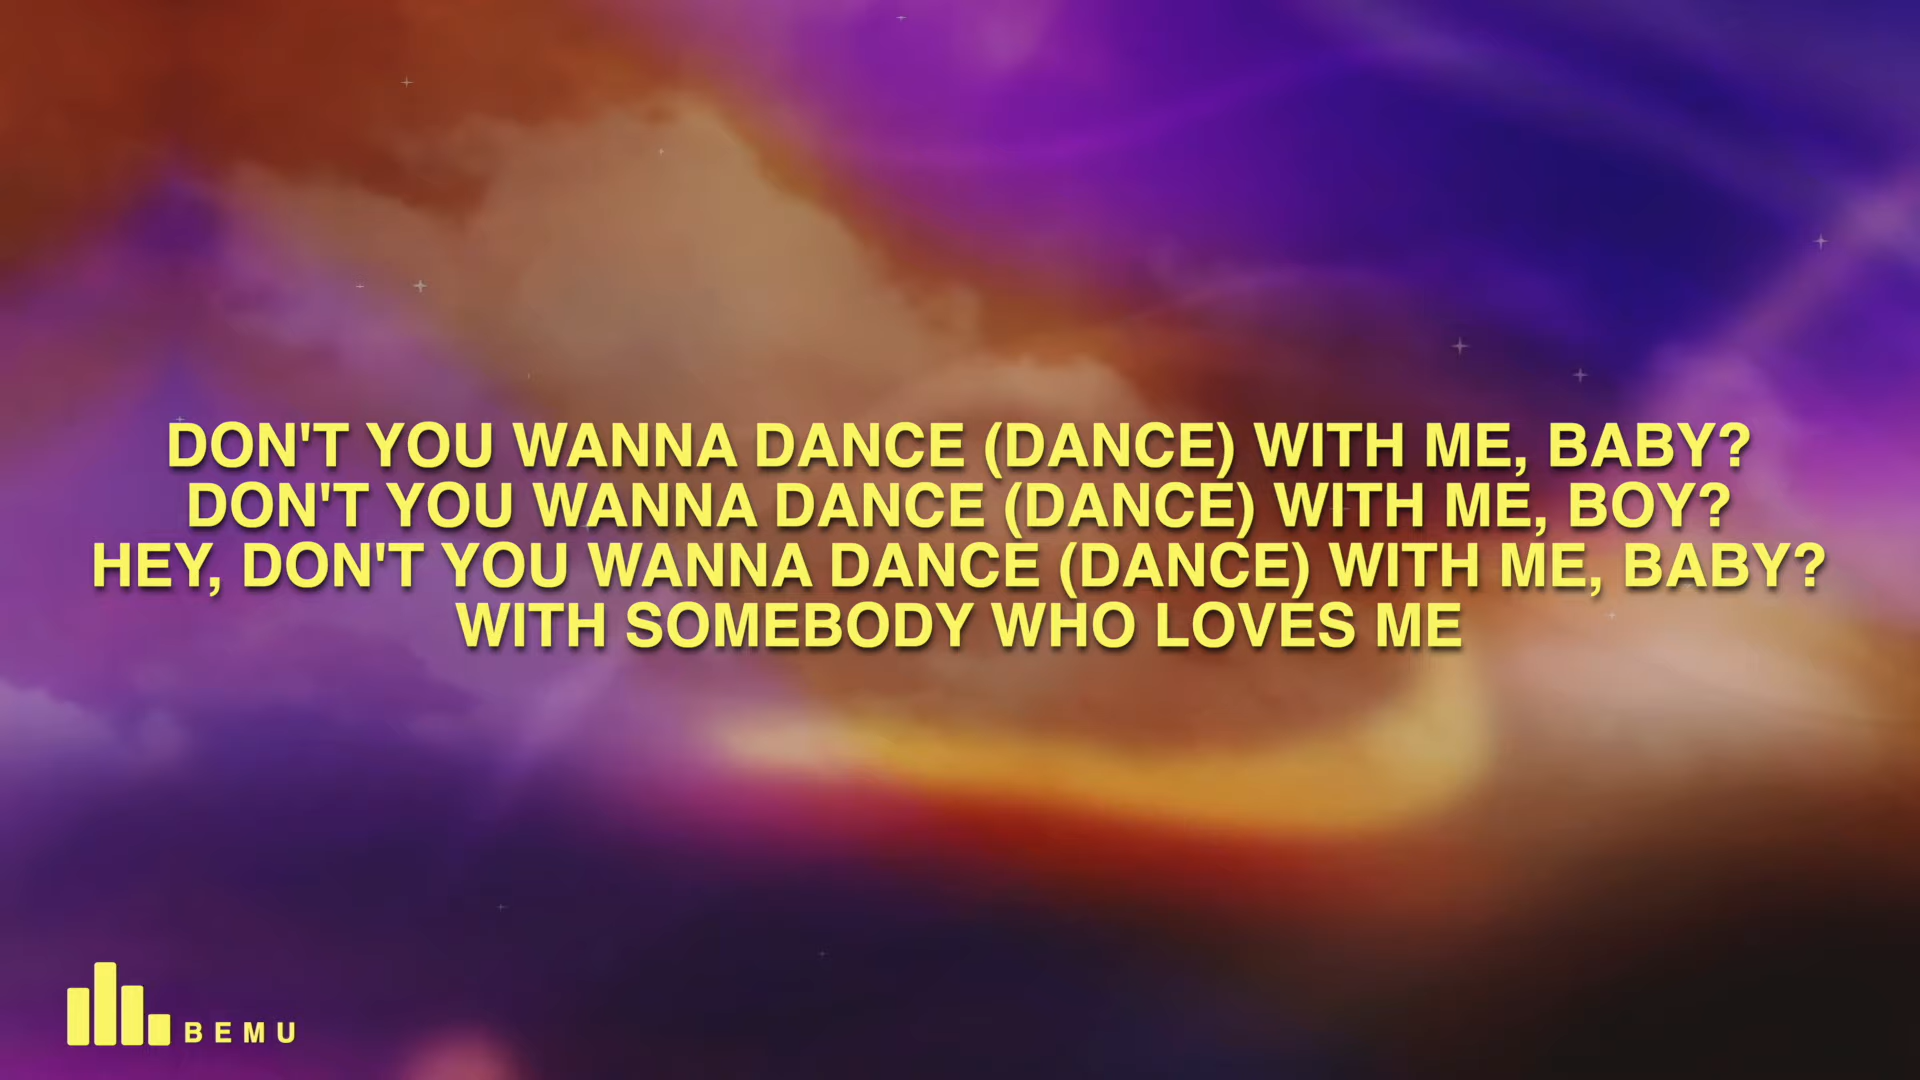 DON'T YOU WANNA DANCE (DANCE) WITH ME, BABY?
DON'T YOU WANNA DANCE (DANCE) WITH ME, BOY?
HEY, DON'T YOU WANNA DANCE (DANCE) WITH ME, BABY?
WITH SOMEBODY WHO LOVES ME
BEMU